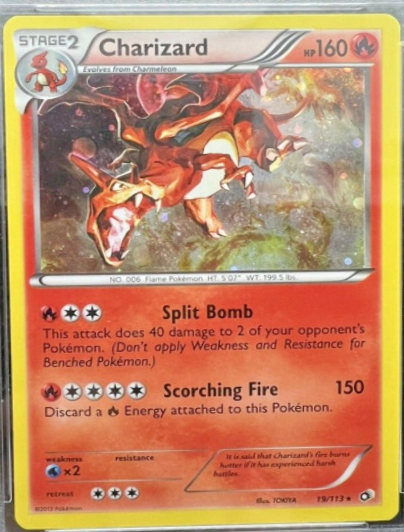 STAGE2
Charizard
HP160
Evolves from Charmeleon
NO. 006 Flame Pokémon HT. 5'07" WT. 199.5 lbs.
Split Bomb
This attack does 40 damage to 2 of your opponent's
Pokémon. (Don't apply Weakness and Resistance for
Benched Pokémon.)
Scorching Fire 150
Discard a Energy attached to this Pokémon.
weakness resistance
×2
retreat
It is said that Charizard's fire burns
hotter if it has experienced harsh
battles.
©2013 Pokémon
Illus. TOKIYA 19/113 ★